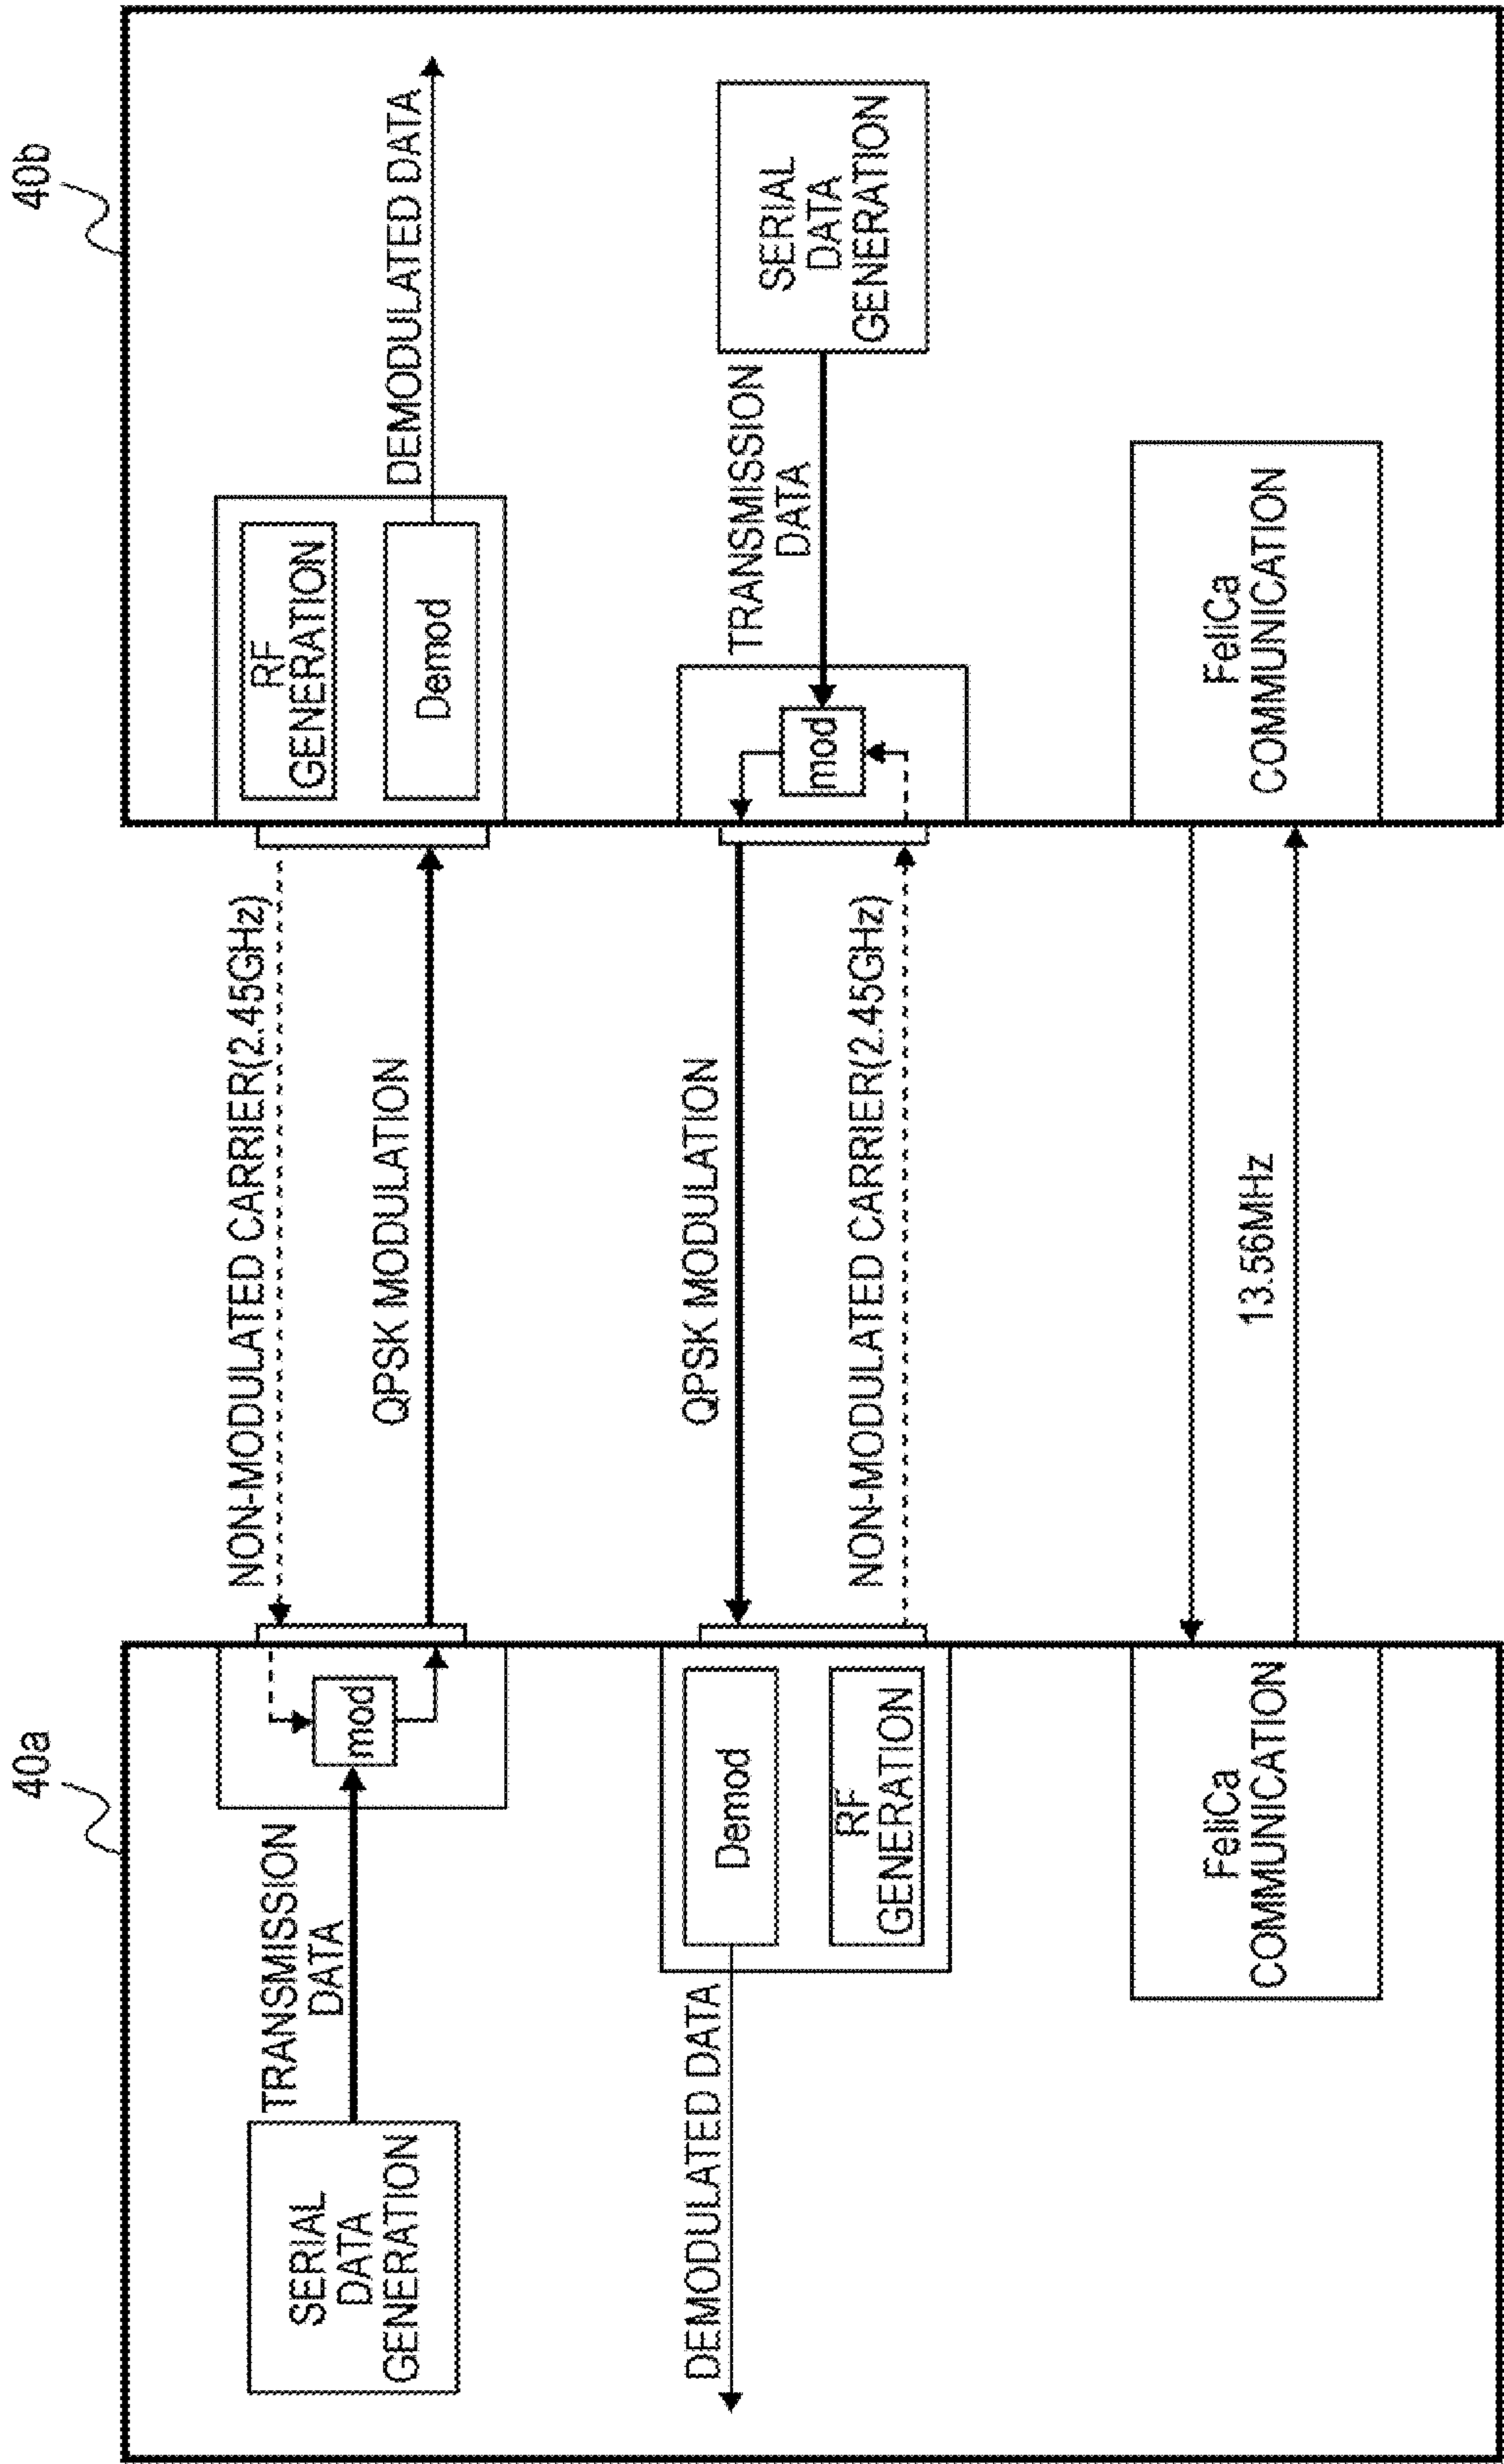 40a
40b
SERIAL
DATA
GENERATION
TRANSMISSION
DATA
mod
NON-MODULATED CARRIER(2.45GHz)
QPSK MODULATION
RF
GENERATION
Demod
DEMODULATED DATA
DEMODULATED DATA
Demod
RF
GENERATION
QPSK MODULATION
NON-MODULATED CARRIER(2.45GHz)
mod
TRANSMISSION
DATA
SERIAL
DATA
GENERATION
FeliCa
COMMUNICATION
13.56MHz
FeliCa
COMMUNICATION